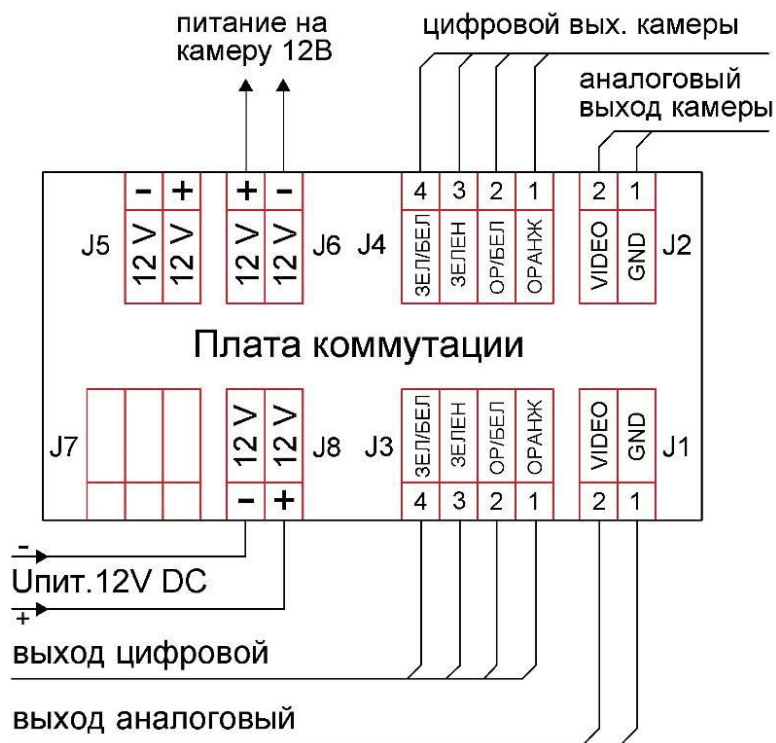 питание на
камеру 12В
цифровой вых. камеры
аналоговый
выход камеры
- + + - 4 3 2 1 2 1
J5 12 V 12 V 12 V 12 V J6 J4 ЗЕЛ/БЕЛ ЗЕЛЕН ОР/БЕЛ ОРАНЖ VIDEO GND J2
Плата коммутации
J7 12 V 12 V J8 J3 ЗЕЛ/БЕЛ ЗЕЛЕН ОР/БЕЛ ОРАНЖ VIDEO GND J1
- + 4 3 2 1 2 1
-
Uпит.12V DC
+
выход цифровой
выход аналоговый